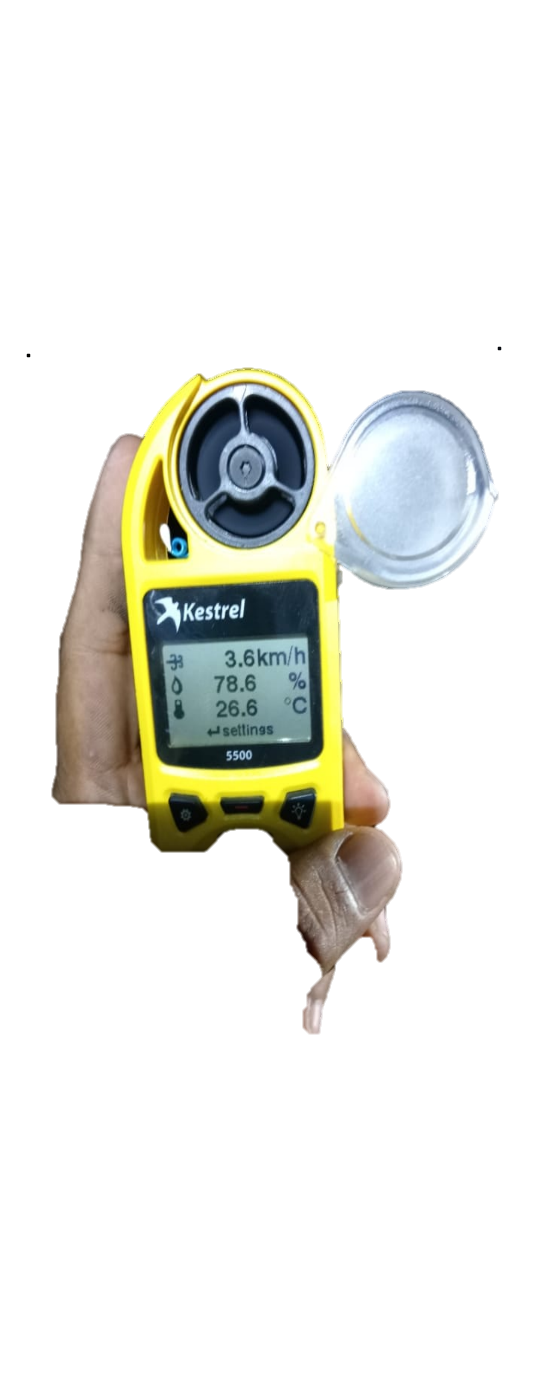 Kestrel
3.6km/h
78.6 %
26.6 °C
↵settings
5500